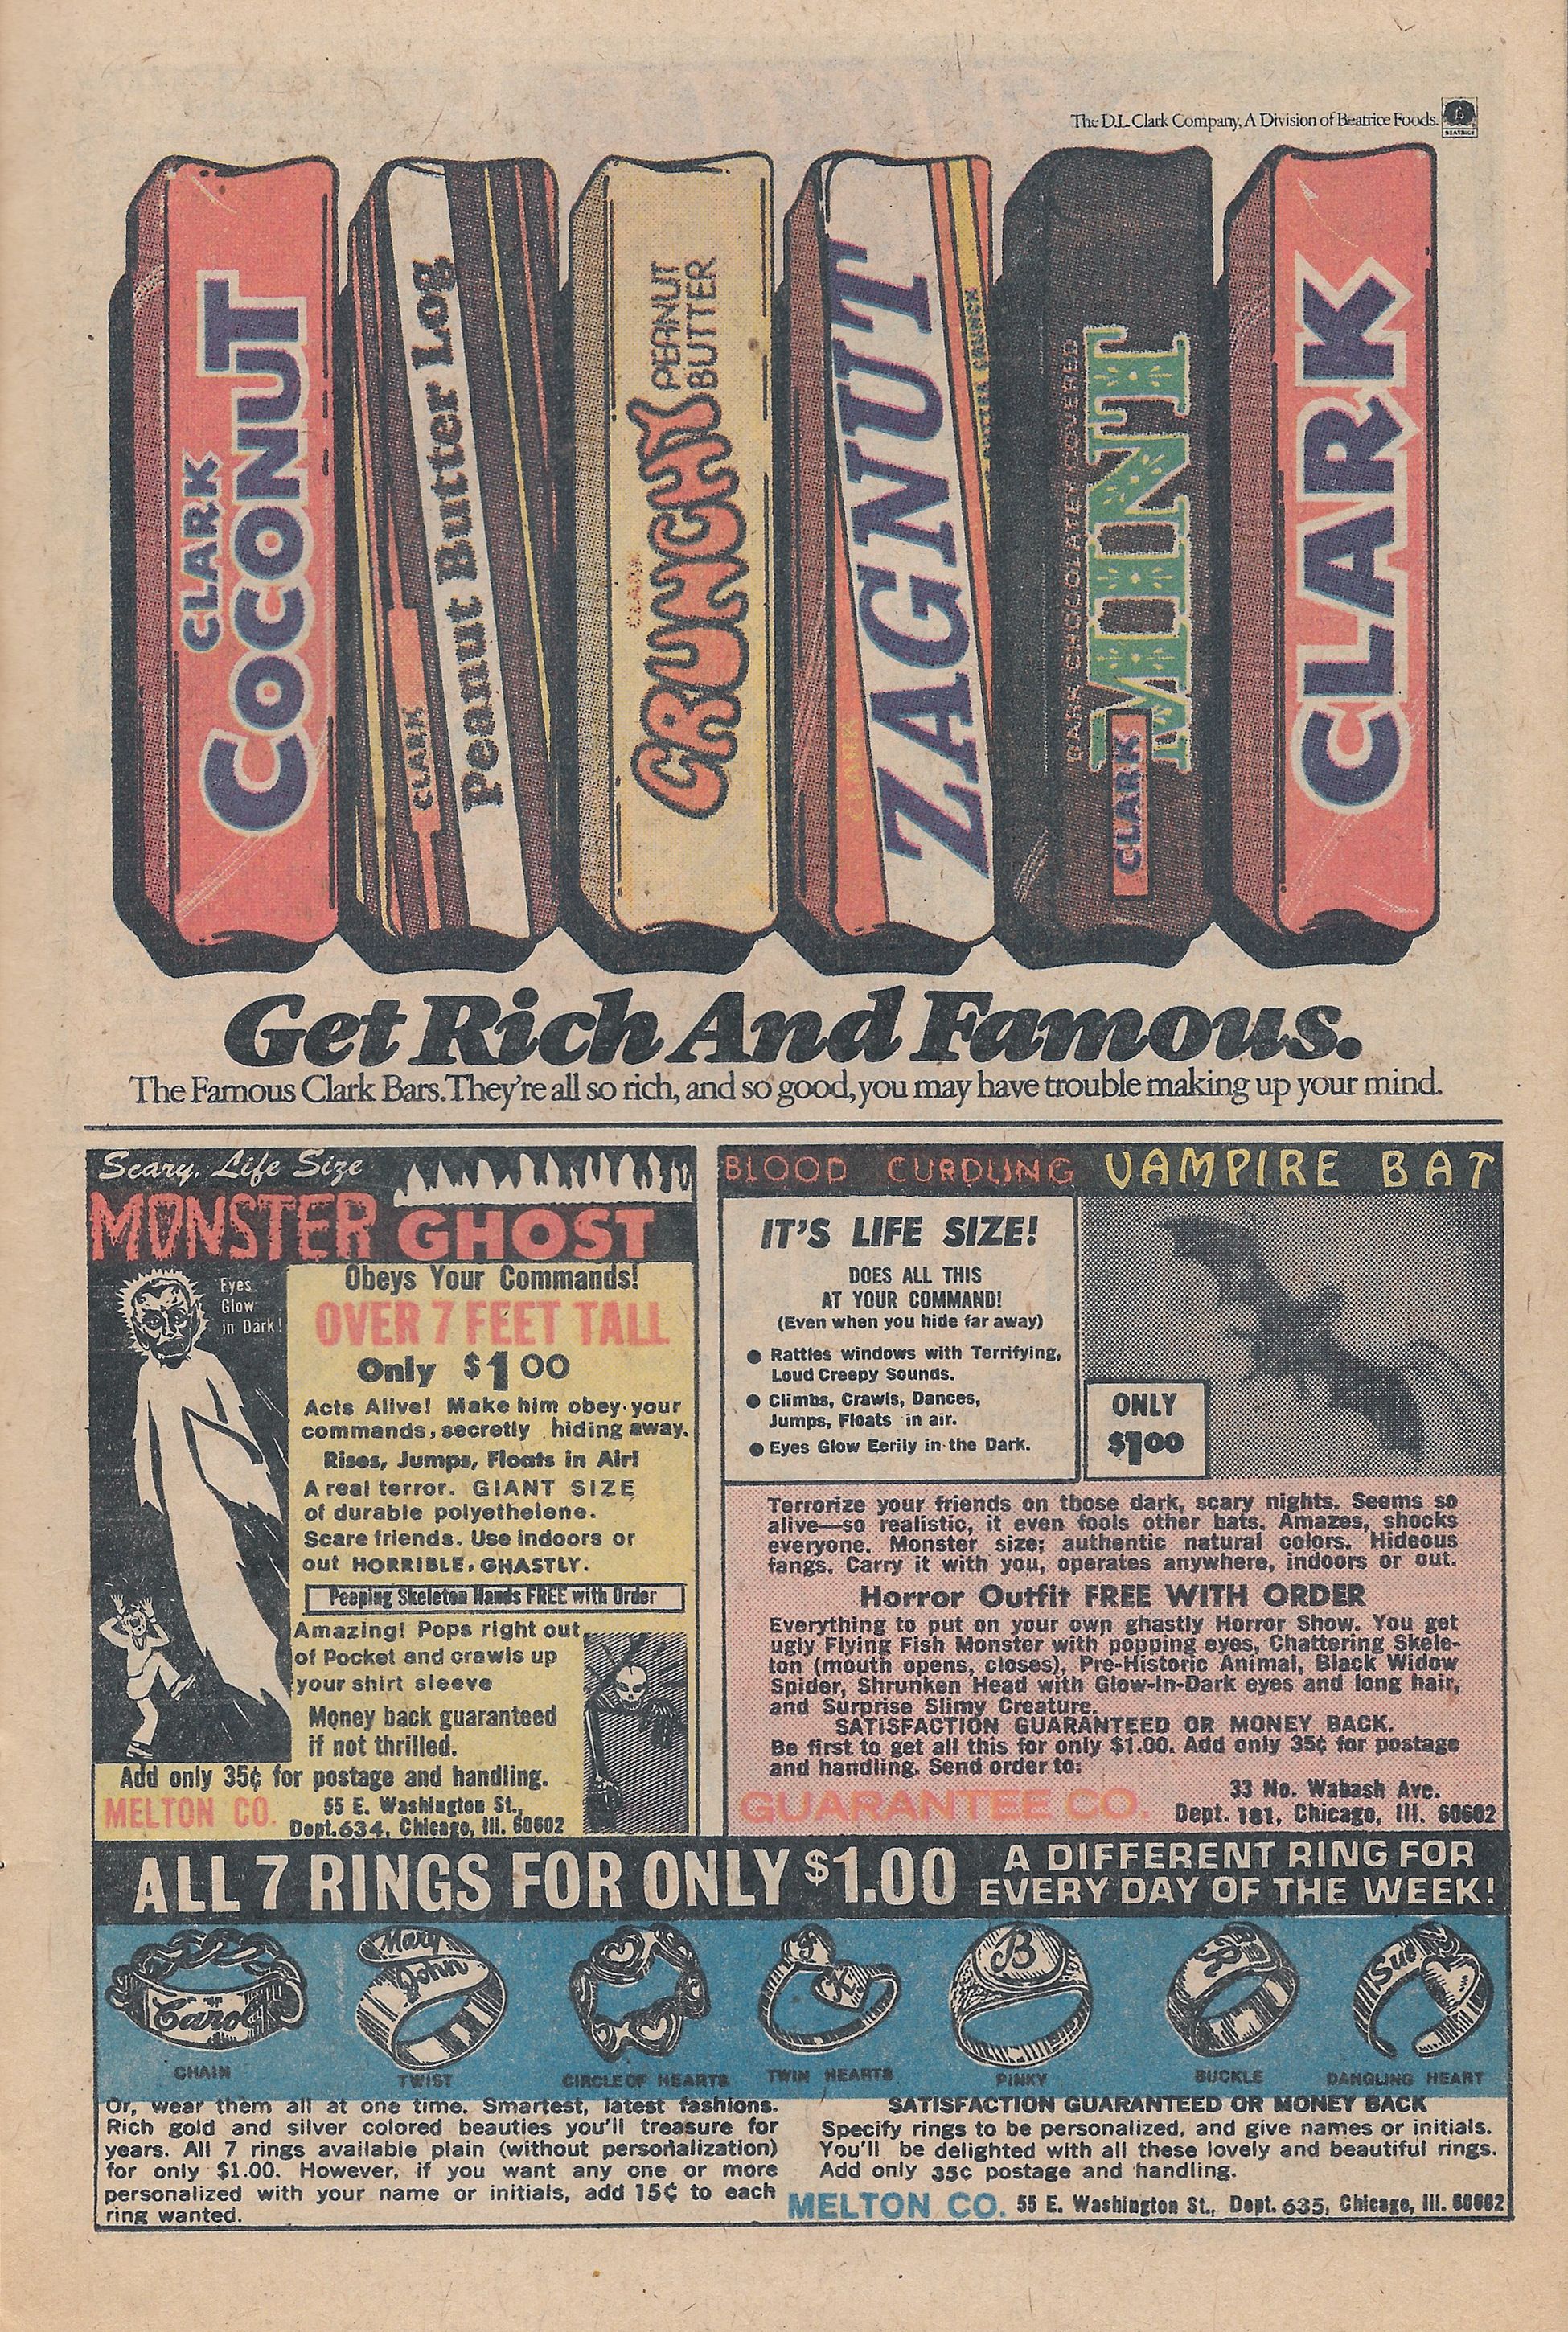 The D.L. Clark Company, A Division of Beatrice Foods.
BEATRICE
CLARK
COCONUT
CLARK
Peanut Butter Log
CLARK
CRUNCHY
PEANUT
BUTTER
CLARK
ZAGNUT
DARK CHOCOLATE COVERED
MINT
CLARK
CLARK
Get Rich And Famous.
The Famous Clark Bars. They're all so rich, and so good, you may have trouble making up your mind.
Scary, Life Size
MONSTER GHOST
Eyes
Glow
in Dark!
Obeys Your Commands!
OVER 7 FEET TALL
Only $1.00
Acts Alive! Make him obey your
commands, secretly hiding away.
Rises, Jumps, Floats in Air!
A real terror. GIANT SIZE
of durable polyethelene.
Scare friends. Use indoors or
out HORRIBLE, GHASTLY.
Peeping Skeleton Hands FREE with Order
Amazing! Pops right out
of Pocket and crawls up
your shirt sleeve
Money back guaranteed
if not thrilled.
Add only 35¢ for postage and handling.
MELTON CO. 55 E. Washington St.,
Dept. 634, Chicago, Ill. 60602
BLOOD CURDLING VAMPIRE BAT
IT'S LIFE SIZE!
DOES ALL THIS
AT YOUR COMMAND!
(Even when you hide far away)
● Rattles windows with Terrifying,
Loud Creepy Sounds.
● Climbs, Crawls, Dances,
Jumps, Floats in air.
● Eyes Glow Eerily in the Dark.
ONLY
$1.00
Terrorize your friends on those dark, scary nights. Seems so
alive—so realistic, it even fools other bats. Amazes, shocks
everyone. Monster size; authentic natural colors. Hideous
fangs. Carry it with you, operates anywhere, indoors or out.
Horror Outfit FREE WITH ORDER
Everything to put on your own ghastly Horror Show. You get
ugly Flying Fish Monster with popping eyes, Chattering Skele-
ton (mouth opens, closes), Pre-Historic Animal, Black Widow
Spider, Shrunken Head with Glow-In-Dark eyes and long hair,
and Surprise Slimy Creature.
SATISFACTION GUARANTEED OR MONEY BACK.
Be first to get all this for only $1.00. Add only 35¢ for postage
and handling. Send order to:
GUARANTEE CO. 33 No. Wabash Ave.
Dept. 181, Chicago, Ill. 60602
ALL 7 RINGS FOR ONLY $1.00
A DIFFERENT RING FOR
EVERY DAY OF THE WEEK!
Carol
Mary
John
K
B
Sue
CHAIN
TWIST
CIRCLE OF HEARTS
TWIN HEARTS
PINKY
BUCKLE
DANGLING HEART
Or, wear them all at one time. Smartest, latest fashions.
Rich gold and silver colored beauties you'll treasure for
years. All 7 rings available plain (without personalization)
for only $1.00. However, if you want any one or more
personalized with your name or initials, add 15¢ to each
ring wanted.
SATISFACTION GUARANTEED OR MONEY BACK
Specify rings to be personalized, and give names or initials.
You'll be delighted with all these lovely and beautiful rings.
Add only 35¢ postage and handling.
MELTON CO. 55 E. Washington St., Dept. 635, Chicago, Ill. 60602